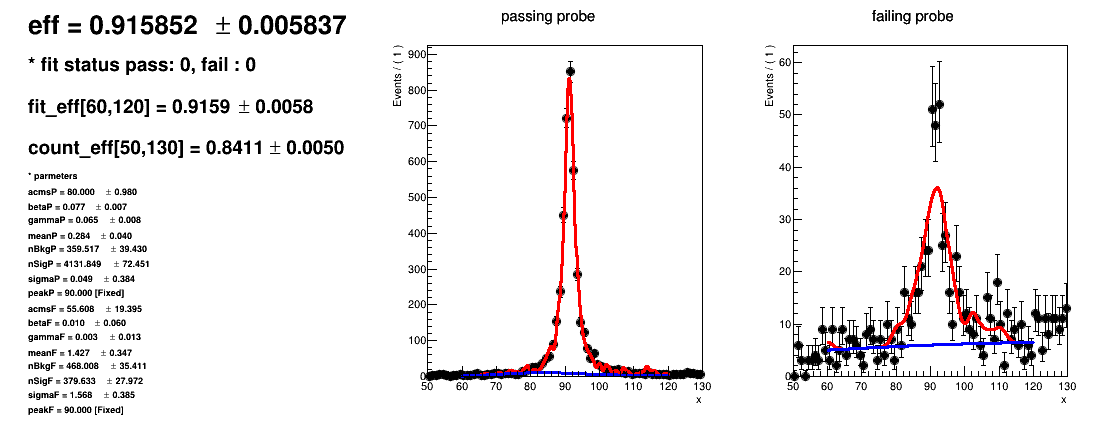 eff = 0.915852 ± 0.005837
* fit status pass: 0, fail : 0
fit_eff[60,120] = 0.9159 ± 0.0058
count_eff[50,130] = 0.8411 ± 0.0050
* parmeters
acmsP = 80.000 ± 0.980
betaP = 0.077 ± 0.007
gammaP = 0.065 ± 0.008
meanP = 0.284 ± 0.040
nBkgP = 359.517 ± 39.430
nSigP = 4131.849 ± 72.451
sigmaP = 0.049 ± 0.384
peakP = 90.000 [Fixed]
acmsF = 55.608 ± 19.395
betaF = 0.010 ± 0.060
gammaF = 0.003 ± 0.013
meanF = 1.427 ± 0.347
nBkgF = 468.008 ± 35.411
nSigF = 379.633 ± 27.972
sigmaF = 1.568 ± 0.385
peakF = 90.000 [Fixed]
passing probe
Events / ( 1 )
900
800
700
600
500
400
300
200
100
0
50 60 70 80 90 100 110 120 130
x
failing probe
Events / ( 1 )
60
50
40
30
20
10
0
50 60 70 80 90 100 110 120 130
x